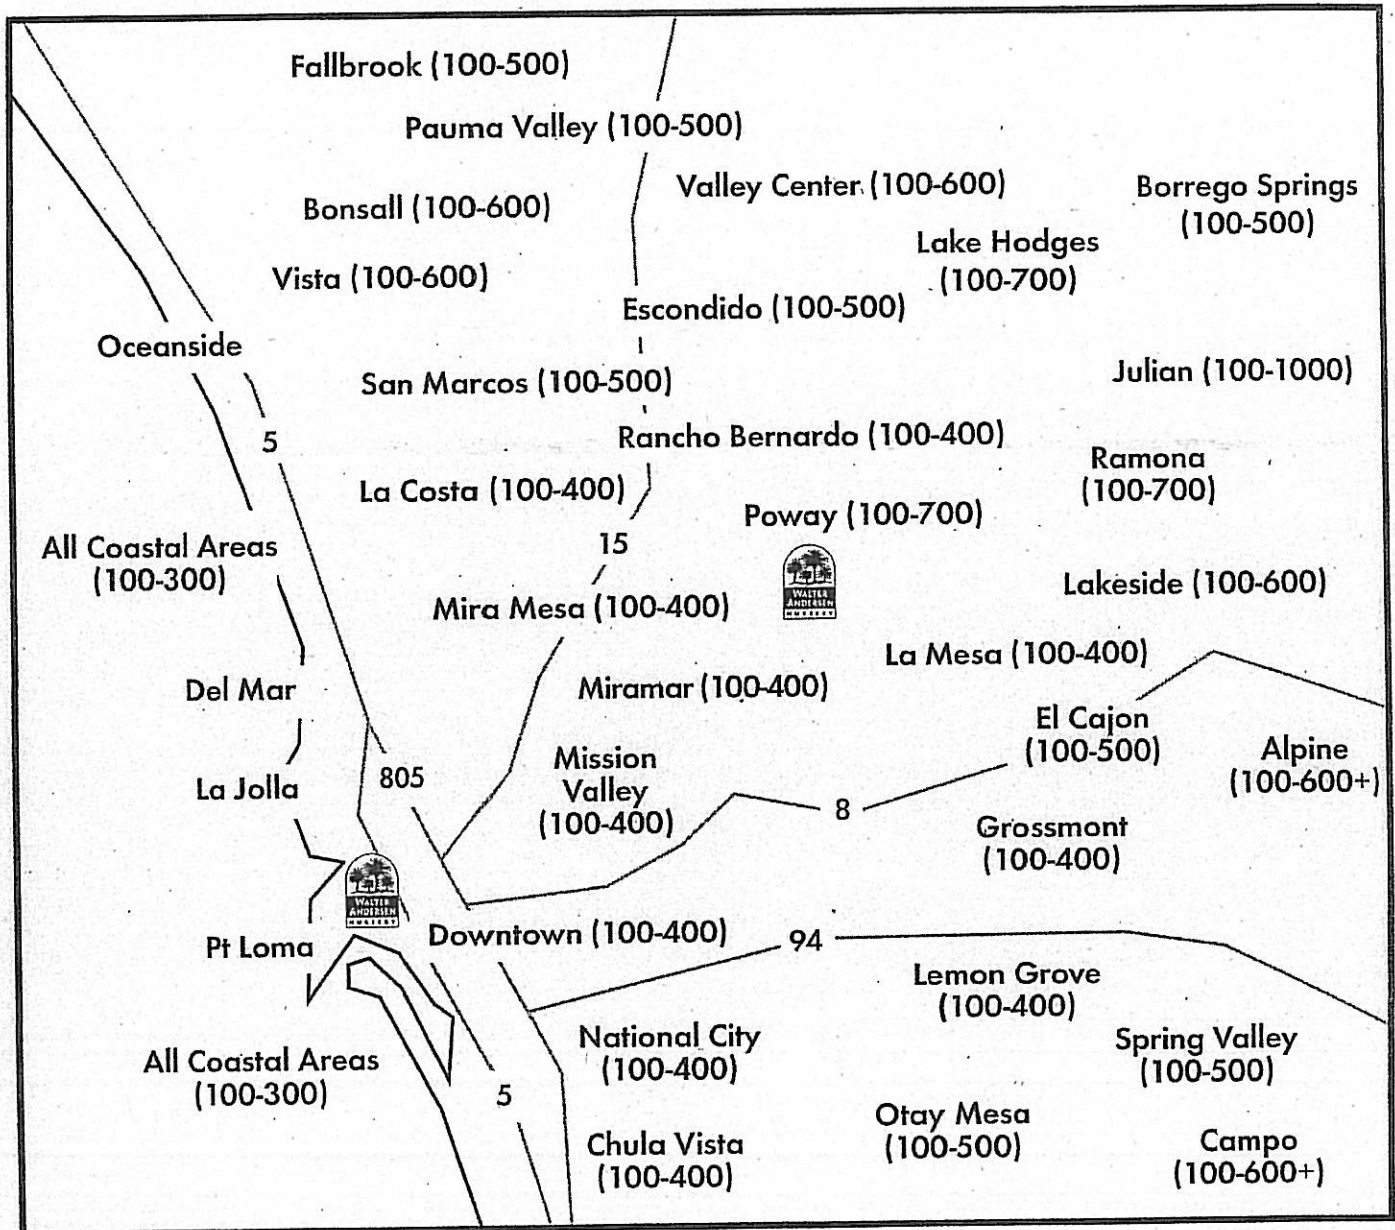 Fallbrook (100-500)
Pauma Valley (100-500)
Valley Center (100-600)
Borrego Springs
(100-500)
Bonsall (100-600)
Lake Hodges
(100-700)
Vista (100-600)
Escondido (100-500)
Oceanside
San Marcos (100-500)
Julian (100-1000)
5
Rancho Bernardo (100-400)
Ramona
(100-700)
La Costa (100-400)
Poway (100-700)
15
All Coastal Areas
(100-300)
WALTER
ANDERSEN
NURSERY
Lakeside (100-600)
Mira Mesa (100-400)
La Mesa (100-400)
Del Mar
Miramar (100-400)
El Cajon
(100-500)
Alpine
(100-600+)
Mission
Valley
(100-400)
805
La Jolla
8
Grossmont
(100-400)
WALTER
ANDERSEN
NURSERY
Pt Loma
Downtown (100-400)
94
Lemon Grove
(100-400)
National City
(100-400)
Spring Valley
(100-500)
All Coastal Areas
(100-300)
5
Otay Mesa
(100-500)
Chula Vista
(100-400)
Campo
(100-600+)